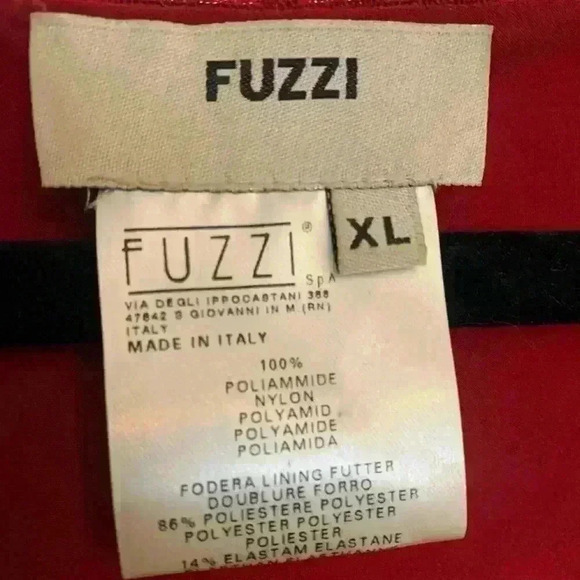 FUZZI
XL
FUZZI®
SpA
VIA DEGLI IPPOCASTANI 388
47842 S GIOVANNI IN M.(RN)
ITALY
MADE IN ITALY
100%
POLIAMMIDE
NYLON
POLYAMID
POLYAMIDE
POLIAMIDA
FODERA LINING FUTTER
DOUBLURE FORRO
86% POLIESTERE POLYESTER
POLYESTER POLYESTER
POLIESTER
14% ELASTAM ELASTANE